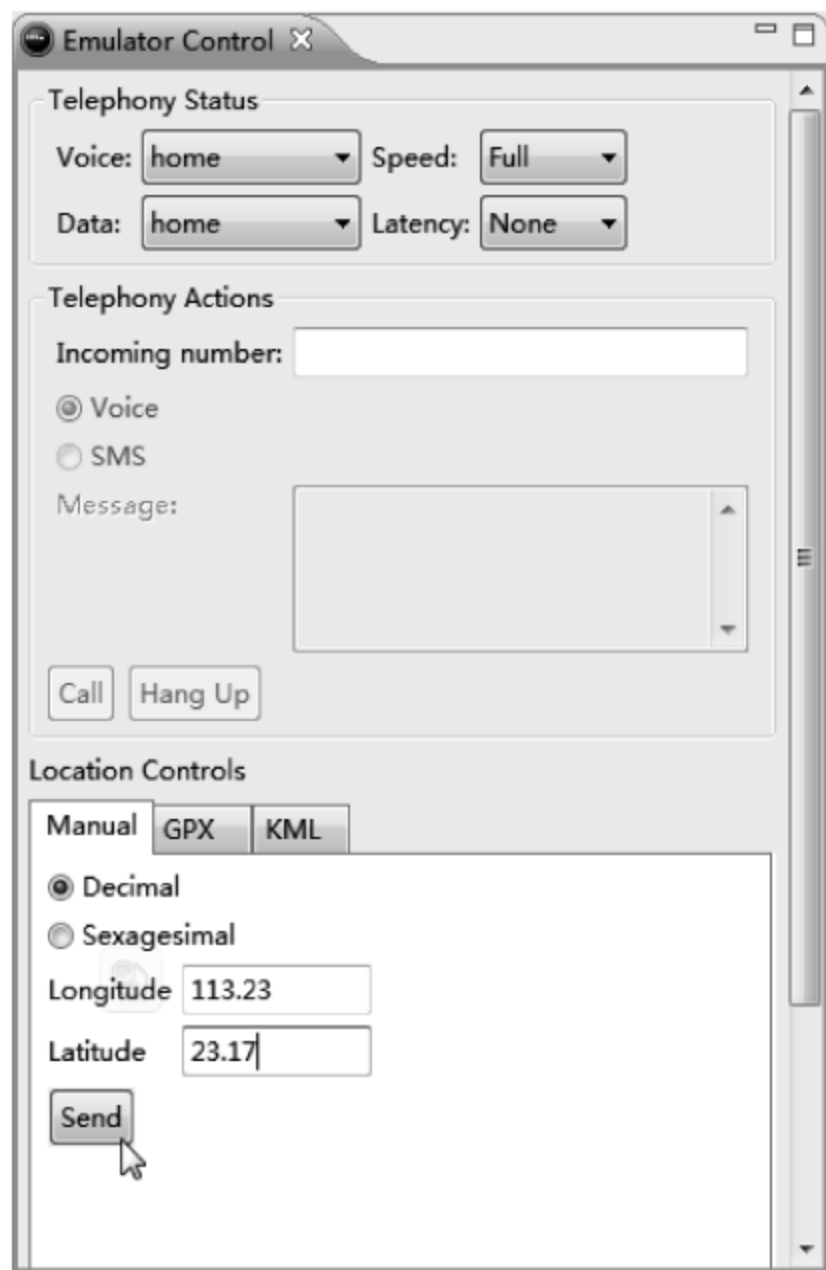 Emulator Control
Telephony Status
Voice: home Speed: Full
Data: home Latency: None
Telephony Actions
Incoming number:
Voice
SMS
Message:
Call Hang Up
Location Controls
Manual GPX KML
Decimal
Sexagesimal
Longitude 113.23
Latitude 23.17
Send